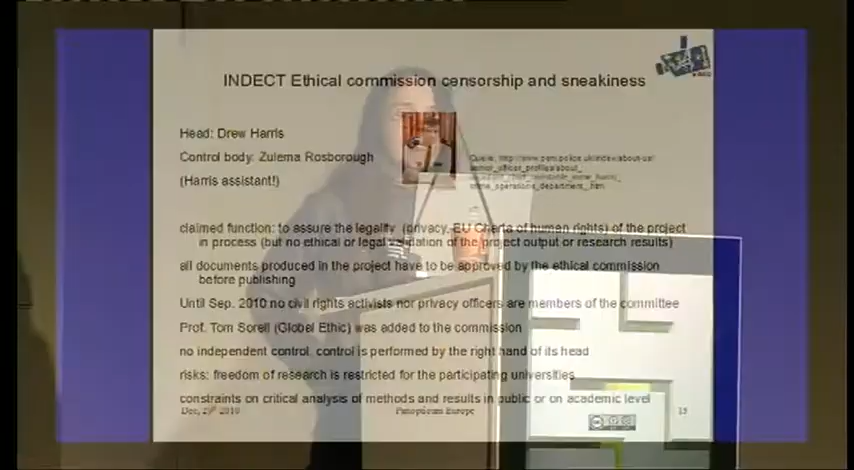 INDECT Ethical commission censorship and sneakiness
Head: Drew Harris
Control body: Zulema Rosborough
(Harris assistant!)
claimed function: to assure the legality (privacy, EU Charta of human rights) of the project
in process (but no ethical or legal validation of the project output or research results)
all documents produced in the project have to be approved by the ethical commission
before publishing
Until Sep. 2010 no civil rights activists nor privacy officers are members of the committee
Prof. Tom Sorell (Global Ethic) was added to the commission
no independent control, control is performed by the right hand of its head
risks: freedom of research is restricted for the participating universities
constraints on critical analysis of methods and results in public or on academic level
Panopticum Europe
15